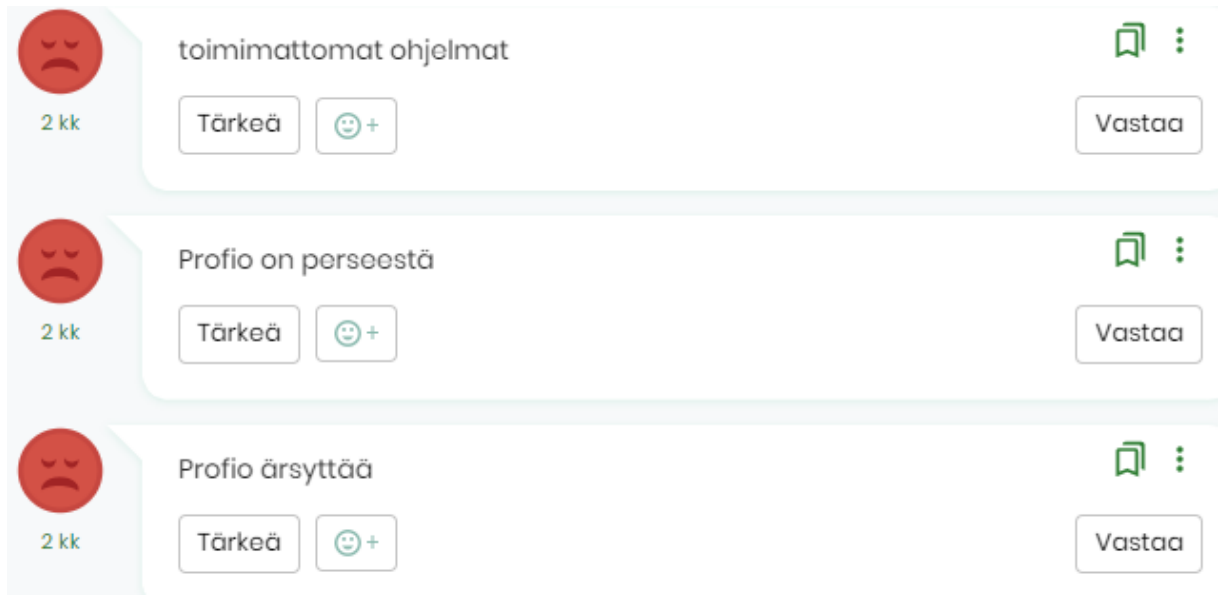 toimimattomat ohjelmat
2 kk
Tärkeä
+
Vastaa
Profio on perseestä
2 kk
Tärkeä
+
Vastaa
Profio ärsyttää
2 kk
Tärkeä
+
Vastaa